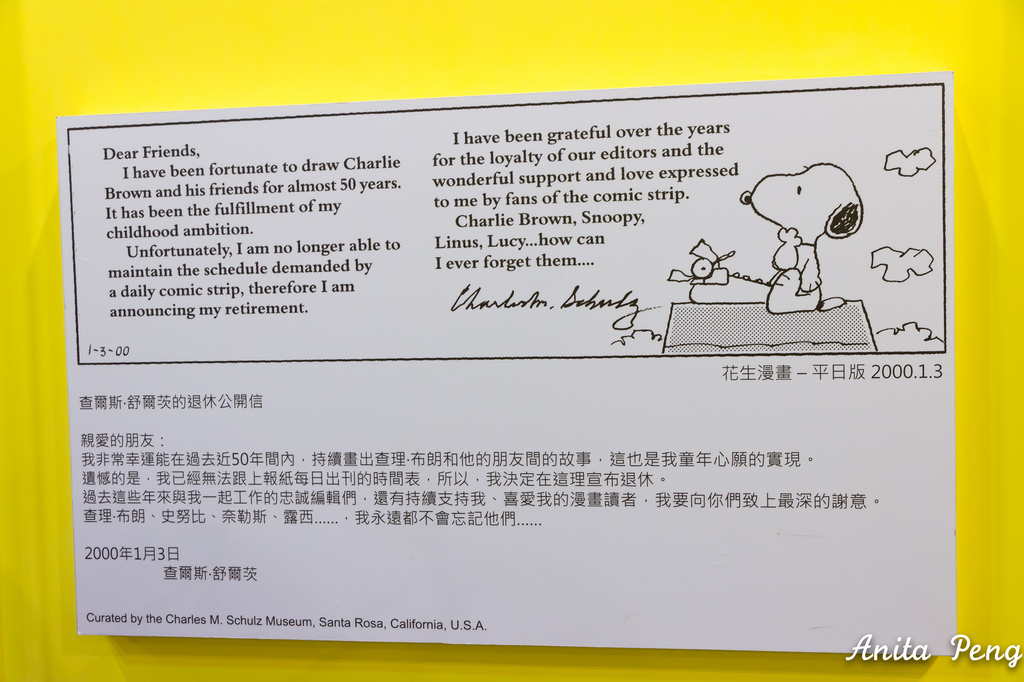 Dear Friends,
I have been fortunate to draw Charlie
Brown and his friends for almost 50 years.
It has been the fulfillment of my
childhood ambition.
Unfortunately, I am no longer able to
maintain the schedule demanded by
a daily comic strip, therefore I am
announcing my retirement.
I have been grateful over the years
for the loyalty of our editors and the
wonderful support and love expressed
to me by fans of the comic strip.
Charlie Brown, Snoopy,
Linus, Lucy...how can
I ever forget them....
Charles M. Schulz
1-3-00
花生漫畫 – 平日版 2000.1.3
查爾斯·舒爾茨的退休公開信
親愛的朋友：
我非常幸運能在過去近50年間內，持續畫出查理·布朗和他的朋友間的故事，這也是我童年心願的實現。
遺憾的是，我已經無法跟上報紙每日出刊的時間表，所以，我決定在這裡宣布退休。
過去這些年來與我一起工作的忠誠編輯們，還有持續支持我、喜愛我的漫畫讀者，我要向你們致上最深的謝意。
查理·布朗、史努比、奈勒斯、露西......，我永遠都不會忘記他們......
2000年1月3日
查爾斯·舒爾茨
Curated by the Charles M. Schulz Museum, Santa Rosa, California, U.S.A.
Anita Peng